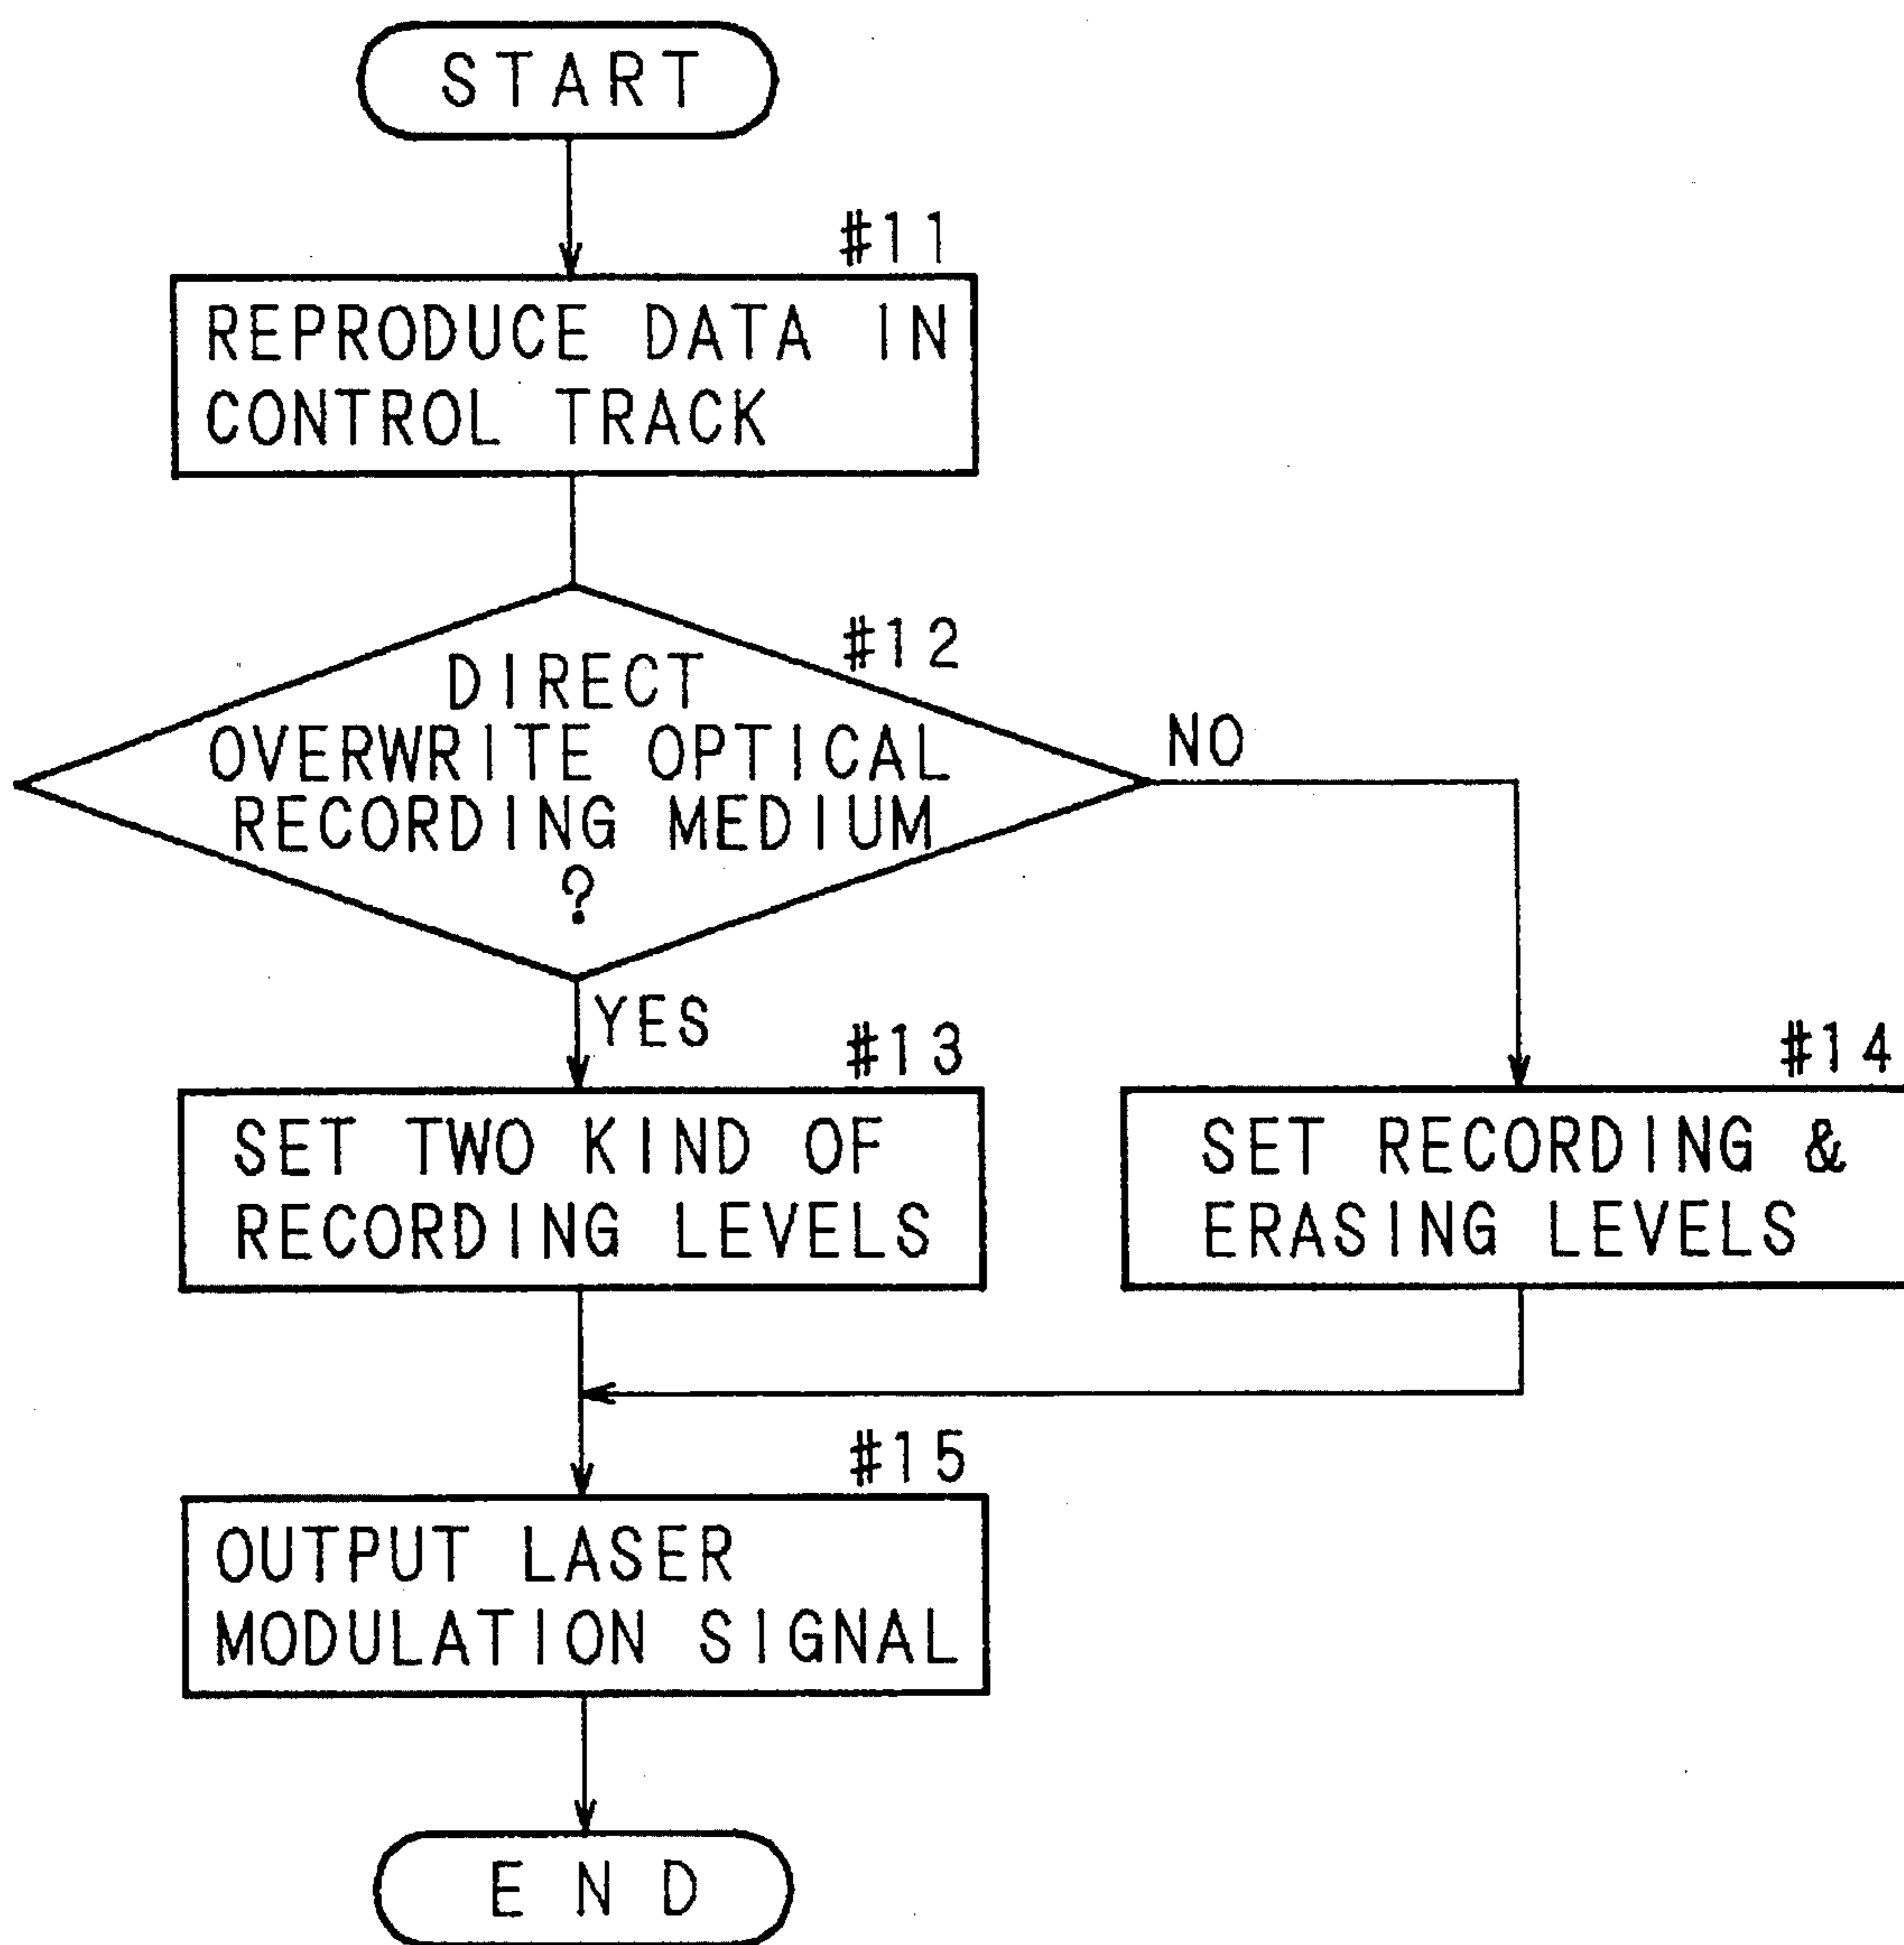 START
#11
REPRODUCE DATA IN
CONTROL TRACK
#12
DIRECT
OVERWRITE OPTICAL
RECORDING MEDIUM
?
NO
YES
#13
SET TWO KIND OF
RECORDING LEVELS
#14
SET RECORDING &
ERASING LEVELS
#15
OUTPUT LASER
MODULATION SIGNAL
END